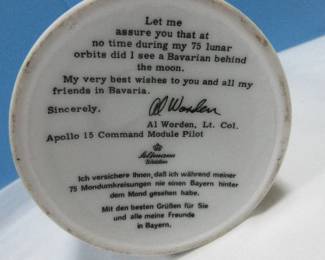 Let me
assure you that at
no time during my 75 lunar
orbits did I see a Bavarian behind
the moon.
My very best wishes to you and all my
friends in Bavaria.
Sincerely, Al Worden
Al Worden, Lt. Col.
Apollo 15 Command Module Pilot
Seltmann
Weiden
Ich versichere Ihnen, daß ich während meiner
75 Mondumkreisungen nie einen Bayern hinter
dem Mond gesehen habe.
Mit den besten Grüßen für Sie
und alle meine Freunde
in Bayern.